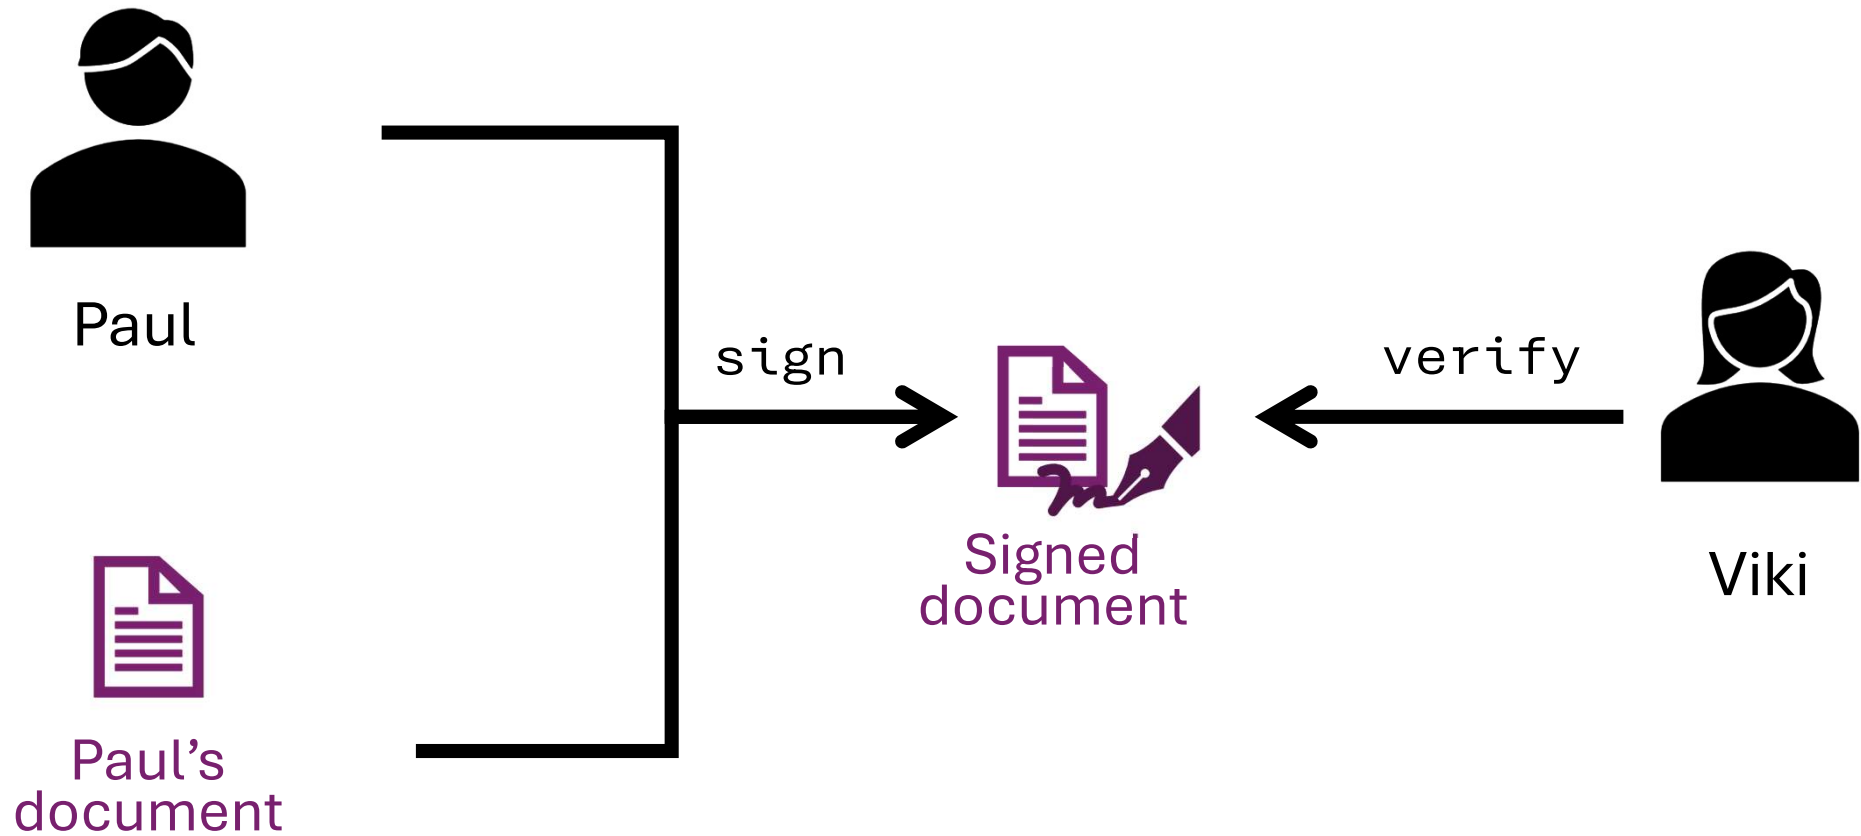 Paul
sign
verify
Signed
document
Viki
Paul’s
document